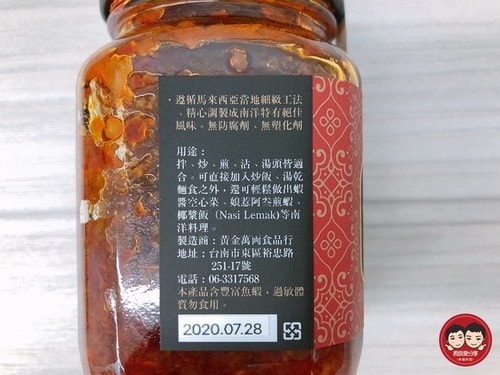 ．遵循馬來西亞當地細緻工法
、精心調製成南洋特有絕佳
風味。無防腐劑、無塑化劑
用途：
拌、炒、煎、沾、湯頭皆適
合。可直接加入炒飯、湯乾
麵食之外，還可輕鬆做出蝦
醬空心菜、娘惹阿叁煎蝦、
椰漿飯 (Nasi Lemak)等南
洋料理。
製造商：黃金萬両食品行
地址：台南市東區裕忠路
251-17號
電話：06-3317568
本產品含豐富魚蝦，過敏體
質勿食用。
2020.07.28